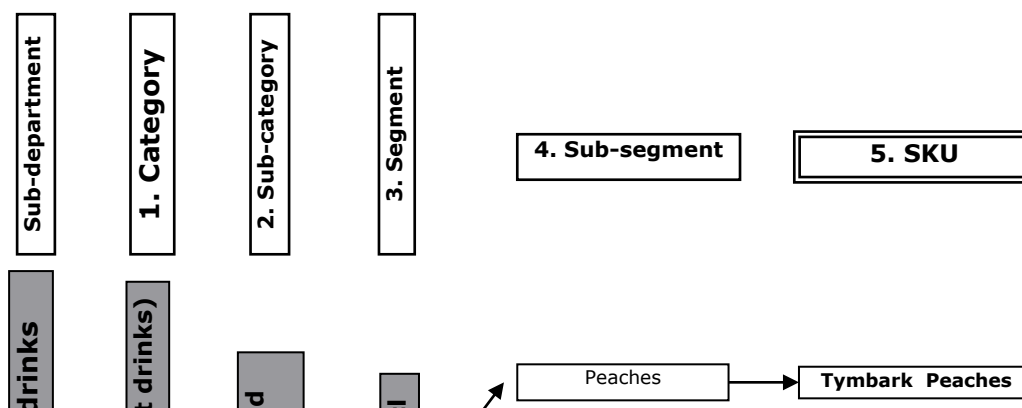 Sub-department
1. Category
2. Sub-category
3. Segment
4. Sub-segment
5. SKU
drinks
drinks)
Peaches
Tymbark Peaches